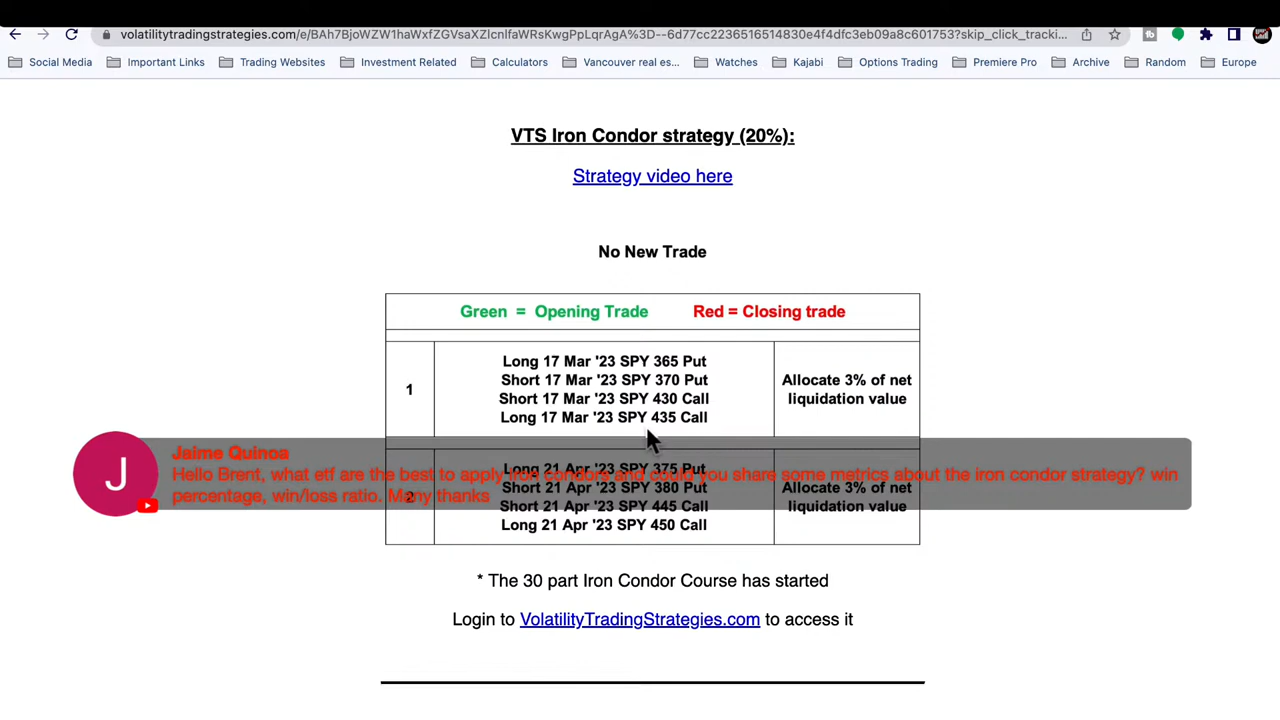 volatilitytradingstrategies.com/e/BAh7BjoWZW1haWxfZGVsaXZlcnlfaWRsKwgPpLqrAgA%3D--6d77cc2236516514830e4f4dfc3eb09a8c601753?skip_click_tracki...
Social Media Important Links Trading Websites Investment Related Calculators Vancouver real es... Watches Kajabi Options Trading Premiere Pro Archive Random Europe
VTS Iron Condor strategy (20%):
Strategy video here
No New Trade
Green = Opening Trade Red = Closing trade
1
Long 17 Mar '23 SPY 365 Put
Short 17 Mar '23 SPY 370 Put
Short 17 Mar '23 SPY 430 Call
Long 17 Mar '23 SPY 435 Call
Allocate 3% of net
liquidation value
J
Jaime Quinoa
Hello Brent, what etf are the best to apply iron condors and could you share some metrics about the iron condor strategy? win
percentage, win/loss ratio. Many thanks
2
Long 21 Apr '23 SPY 375 Put
Short 21 Apr '23 SPY 380 Put
Short 21 Apr '23 SPY 445 Call
Long 21 Apr '23 SPY 450 Call
Allocate 3% of net
liquidation value
* The 30 part Iron Condor Course has started
Login to VolatilityTradingStrategies.com to access it